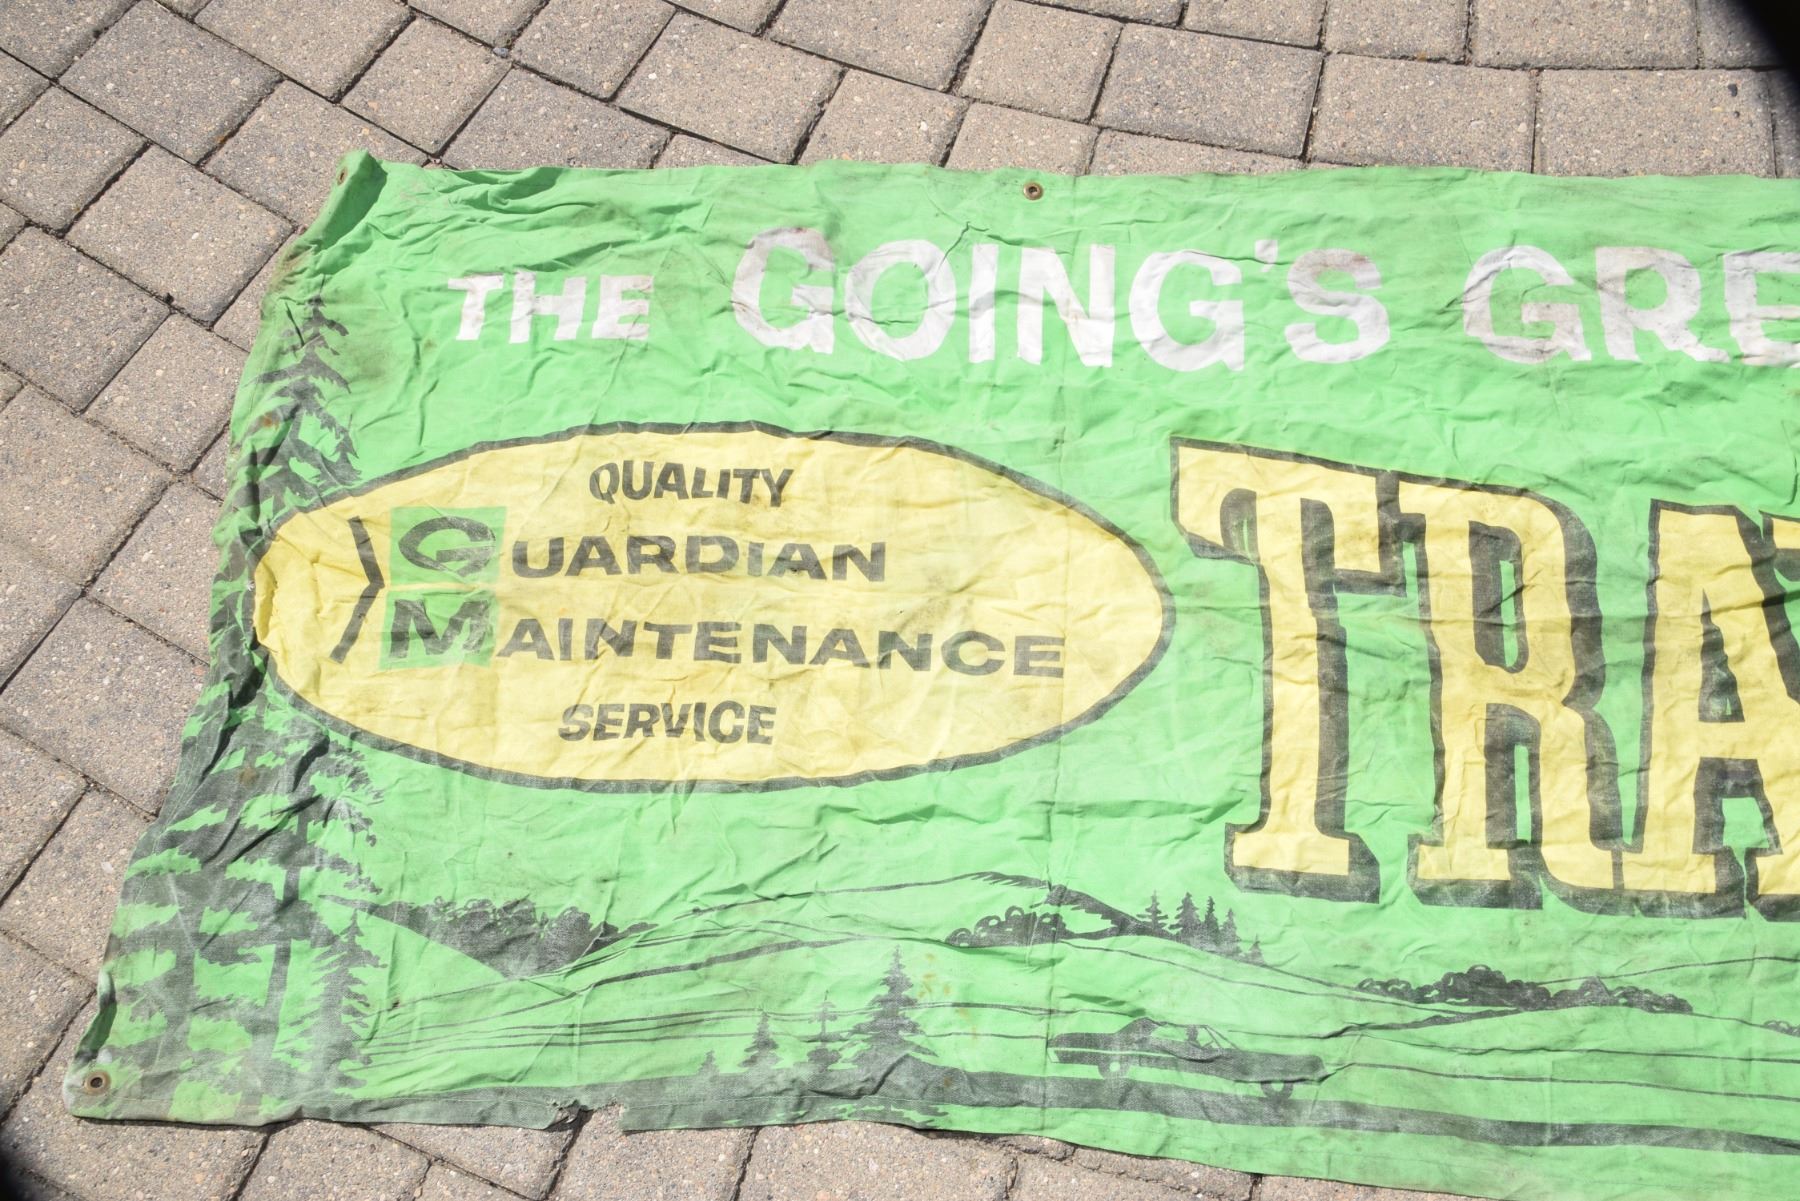 THE GOING'S GRE
QUALITY
GUARDIAN
MAINTENANCE
SERVICE
TRA